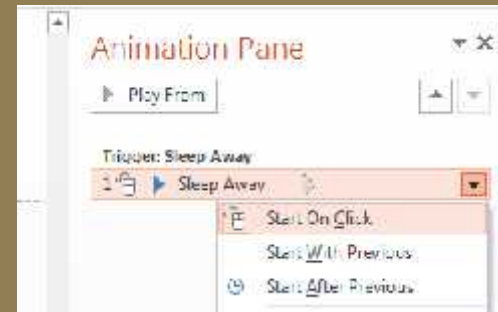 Animation Pane
Play From
Trigger: Sleep Away
1 Sleep Away
Start On Click
Start With Previous
Start After Previous